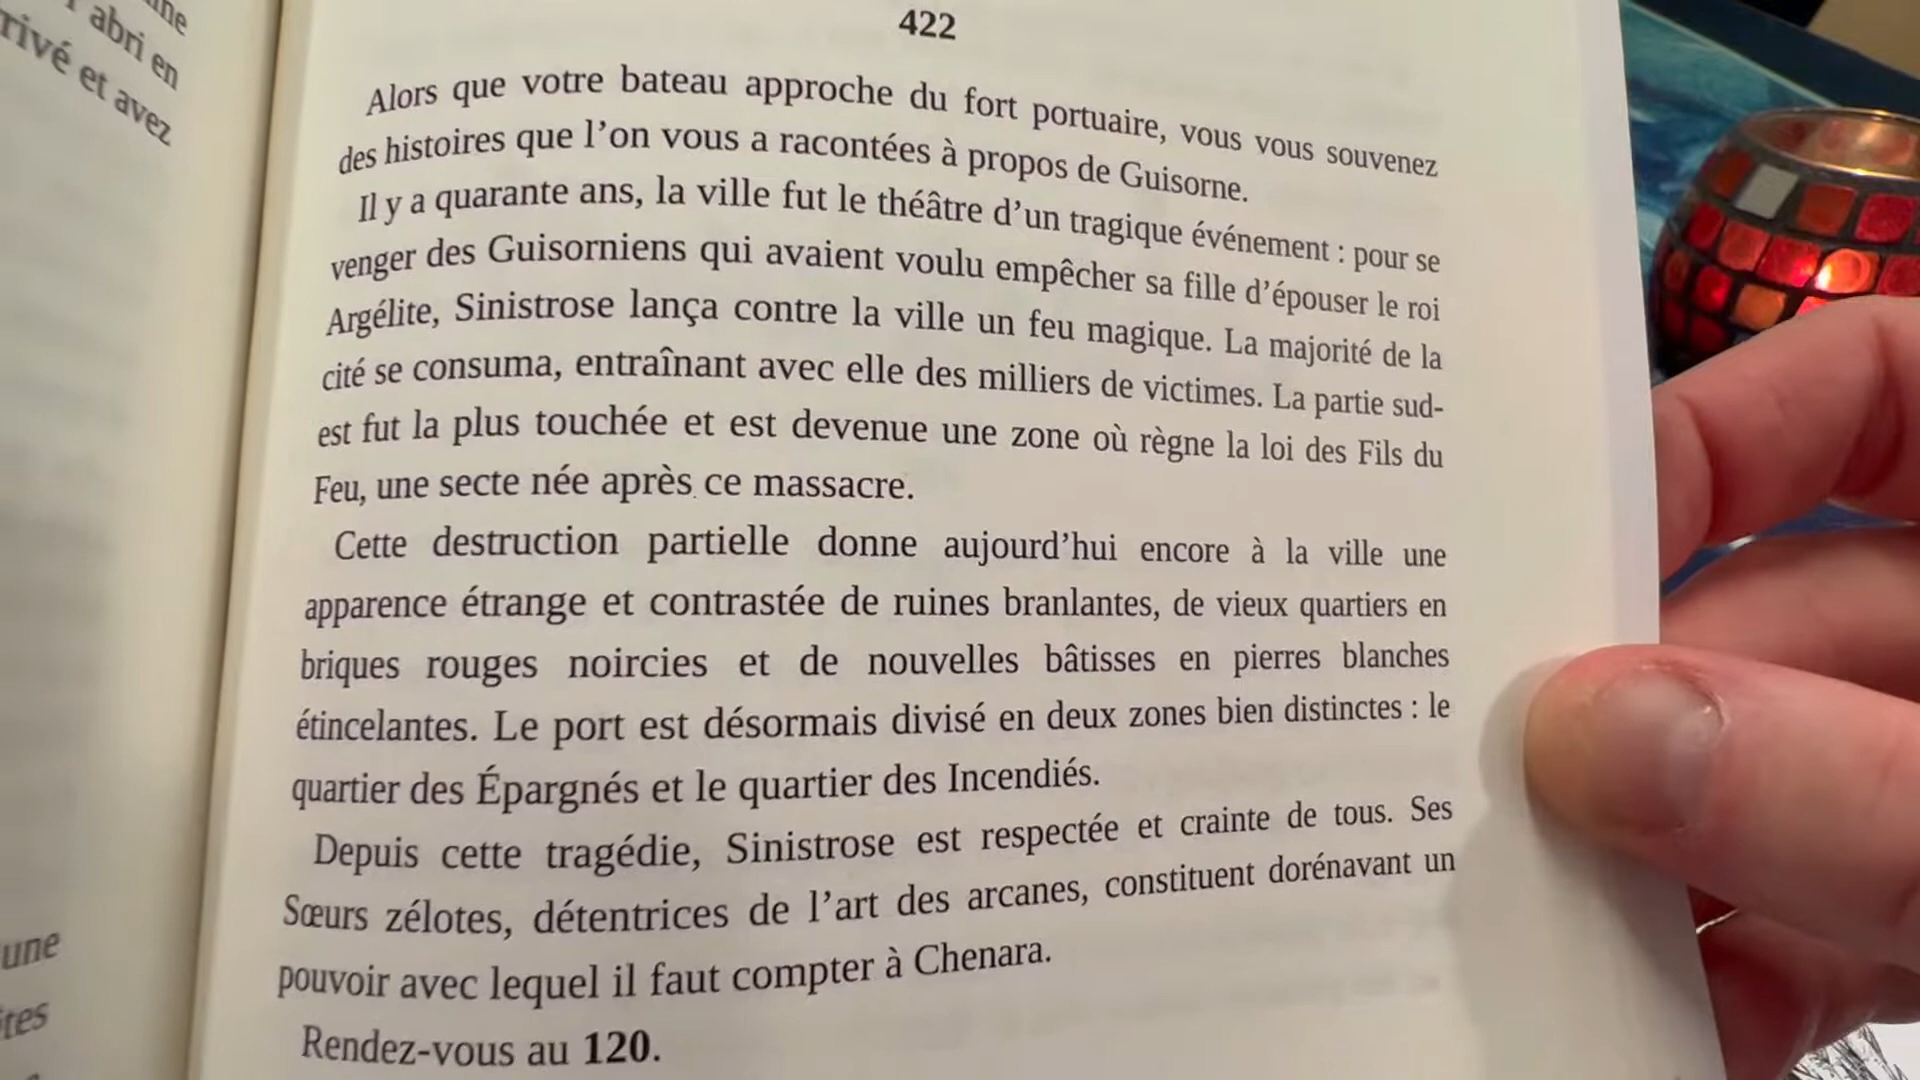 ine
abri en
rivé et avez
une
422
Alors que votre bateau approche du fort portuaire, vous vous souvenez
des histoires que l’on vous a racontées à propos de Guisorne.
Il y a quarante ans, la ville fut le théâtre d’un tragique événement : pour se
venger des Guisorniens qui avaient voulu empêcher sa fille d’épouser le roi
Argélite, Sinistrose lança contre la ville un feu magique. La majorité de la
cité se consuma, entraînant avec elle des milliers de victimes. La partie sud-
est fut la plus touchée et est devenue une zone où règne la loi des Fils du
Feu, une secte née après ce massacre.
Cette destruction partielle donne aujourd’hui encore à la ville une
apparence étrange et contrastée de ruines branlantes, de vieux quartiers en
briques rouges noircies et de nouvelles bâtisses en pierres blanches
étincelantes. Le port est désormais divisé en deux zones bien distinctes : le
quartier des Épargnés et le quartier des Incendiés.
Depuis cette tragédie, Sinistrose est respectée et crainte de tous. Ses
Sœurs zélotes, détentrices de l’art des arcanes, constituent dorénavant un
pouvoir avec lequel il faut compter à Chenara.
Rendez-vous au 120.